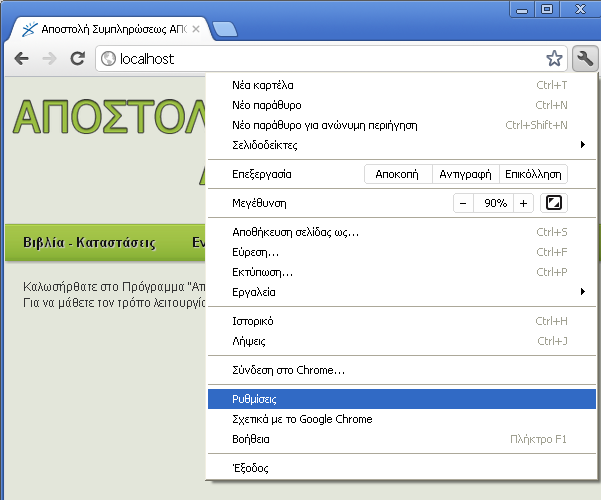 Αποστολή Συμπληρώσεως ΑΠΟ
localhost
ΑΠΟΣΤΟΛ
Νέα καρτέλα Ctrl+T
Νέο παράθυρο Ctrl+N
Νέο παράθυρο για ανώνυμη περιήγηση Ctrl+Shift+N
Σελιδοδείκτες
Επεξεργασία Αποκοπή Αντιγραφή Επικόλληση
Μεγέθυνση − 90% +
Αποθήκευση σελίδας ως... Ctrl+S
Εύρεση... Ctrl+F
Εκτύπωση... Ctrl+P
Εργαλεία
Ιστορικό Ctrl+H
Λήψεις Ctrl+J
Σύνδεση στο Chrome...
Ρυθμίσεις
Σχετικά με το Google Chrome
Βοήθεια Πλήκτρο F1
Έξοδος
Βιβλία - Καταστάσεις Εν
Καλωσήρθατε στο Πρόγραμμα "Απ
Για να μάθετε τον τρόπο λειτουργία